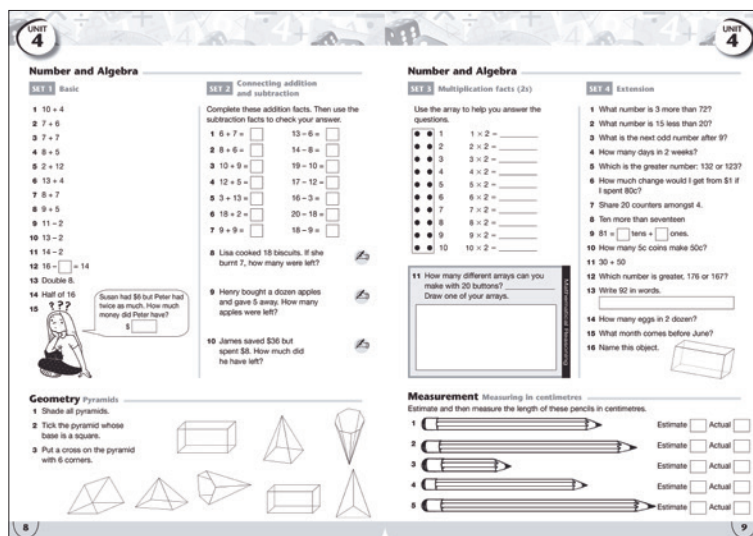 UNIT
4
Number and Algebra
SET 1 Basic
1 10 + 4
2 7 + 6
3 7 + 7
4 8 + 5
5 2 + 12
6 13 + 4
7 8 + 7
8 9 + 5
9 11 – 2
10 13 – 2
11 14 – 2
12 16 – = 14
13 Double 8.
14 Half of 16
15
? ? ?
Susan had $6 but Peter had
twice as much. How much
money did Peter have?
$
SET 2 Connecting addition
and subtraction
Complete these addition facts. Then use the
subtraction facts to check your answer.
1 6 + 7 = 13 – 6 =
2 8 + 6 = 14 – 8 =
3 10 + 9 = 19 – 10 =
4 12 + 5 = 17 – 12 =
5 3 + 13 = 16 – 3 =
6 18 + 2 = 20 – 18 =
7 9 + 9 = 18 – 9 =
8 Lisa cooked 18 biscuits. If she
burnt 7, how many were left?
9 Henry bought a dozen apples
and gave 5 away. How many
apples were left?
10 James saved $36 but
spent $8. How much did
he have left?
Geometry Pyramids
1 Shade all pyramids.
2 Tick the pyramid whose
base is a square.
3 Put a cross on the pyramid
with 6 corners.
8
UNIT
4
Number and Algebra
SET 3 Multiplication facts (2s)
Use the array to help you answer the
questions.
1 1 × 2 =
2 2 × 2 =
3 3 × 2 =
4 4 × 2 =
5 5 × 2 =
6 6 × 2 =
7 7 × 2 =
8 8 × 2 =
9 9 × 2 =
10 10 × 2 =
11 How many different arrays can you
make with 20 buttons?
Draw one of your arrays.
Mathematical Reasoning
SET 4 Extension
1 What number is 3 more than 72?
2 What number is 15 less than 20?
3 What is the next odd number after 9?
4 How many days in 2 weeks?
5 Which is the greater number: 132 or 123?
6 How much change would I get from $1 if
I spent 80c?
7 Share 20 counters amongst 4.
8 Ten more than seventeen
9 81 = tens + ones.
10 How many 5c coins make 50c?
11 30 + 50
12 Which number is greater, 176 or 167?
13 Write 92 in words.
14 How many eggs in 2 dozen?
15 What month comes before June?
16 Name this object.
Measurement Measuring in centimetres
Estimate and then measure the length of these pencils in centimetres.
1 Estimate Actual
2 Estimate Actual
3 Estimate Actual
4 Estimate Actual
5 Estimate Actual
9